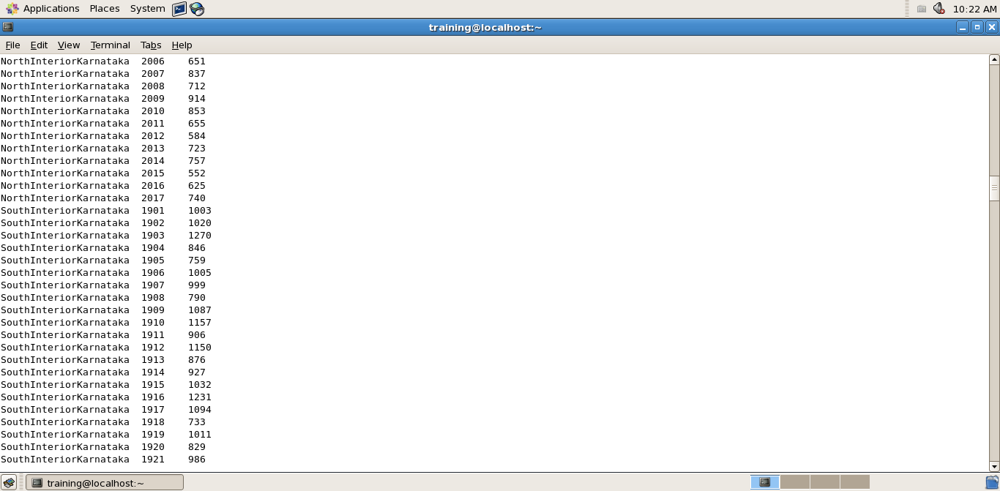 Applications Places System 10:22 AM
training@localhost:~
File Edit View Terminal Tabs Help
NorthInteriorKarnataka 2006 651
NorthInteriorKarnataka 2007 837
NorthInteriorKarnataka 2008 712
NorthInteriorKarnataka 2009 914
NorthInteriorKarnataka 2010 853
NorthInteriorKarnataka 2011 655
NorthInteriorKarnataka 2012 584
NorthInteriorKarnataka 2013 723
NorthInteriorKarnataka 2014 757
NorthInteriorKarnataka 2015 552
NorthInteriorKarnataka 2016 625
NorthInteriorKarnataka 2017 740
SouthInteriorKarnataka 1901 1003
SouthInteriorKarnataka 1902 1020
SouthInteriorKarnataka 1903 1270
SouthInteriorKarnataka 1904 846
SouthInteriorKarnataka 1905 759
SouthInteriorKarnataka 1906 1005
SouthInteriorKarnataka 1907 999
SouthInteriorKarnataka 1908 790
SouthInteriorKarnataka 1909 1087
SouthInteriorKarnataka 1910 1157
SouthInteriorKarnataka 1911 906
SouthInteriorKarnataka 1912 1150
SouthInteriorKarnataka 1913 876
SouthInteriorKarnataka 1914 927
SouthInteriorKarnataka 1915 1032
SouthInteriorKarnataka 1916 1231
SouthInteriorKarnataka 1917 1094
SouthInteriorKarnataka 1918 733
SouthInteriorKarnataka 1919 1011
SouthInteriorKarnataka 1920 829
SouthInteriorKarnataka 1921 986
training@localhost:~